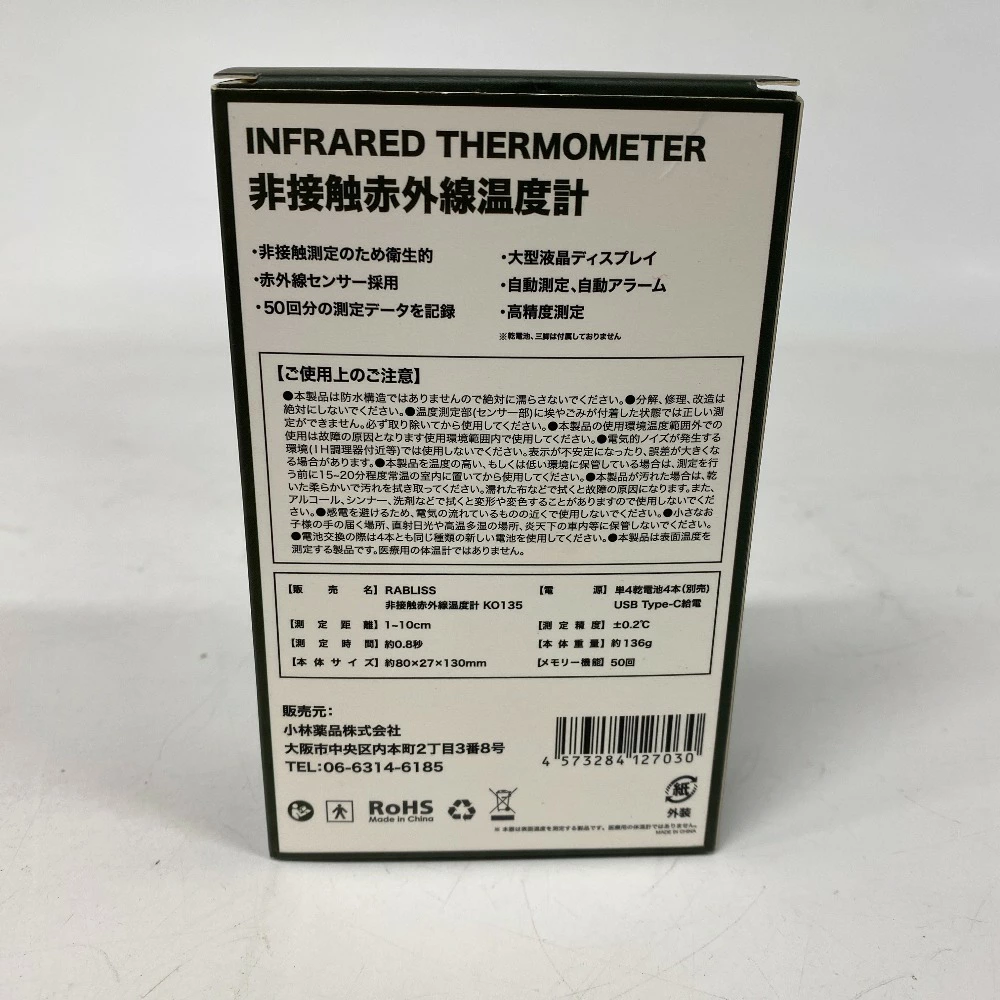 INFRARED THERMOMETER
非接触赤外線温度計
・非接触測定のため衛生的
・赤外線センサー採用
・50回分の測定データを記録
・大型液晶ディスプレイ
・自動測定、自動アラーム
・高精度測定
※乾電池、三脚は付属しておりません
【ご使用上のご注意】
●本製品は防水構造ではありませんので絶対に濡らさないでください。●分解、修理、改造は
絶対にしないでください。●温度測定部(センサー部)に埃やごみが付着した状態では正しい測
定ができません。必ず取り除いてから使用してください。●本製品の使用環境温度範囲外での
使用は故障の原因となります使用環境範囲内で使用してください。●電気的ノイズが発生する
環境(IH調理器付近等)では使用しないでください。表示が不安定になったり、誤差が大きくな
る場合があります。●本製品を温度の高い、もしくは低い環境に保管している場合は、測定を行
う前に15~20分程度常温の室内に置いてから使用してください。●本製品が汚れた場合は、乾
いた柔らかいで汚れを拭き取ってください。濡れた布などで拭くと故障の原因になります。また、
アルコール、シンナー、洗剤などで拭くと変形や変色することがありますので使用しないでくだ
さい。●感電を避けるため、電気の流れているものの近くで使用しないでください。●小さなお
子様の手の届く場所、直射日光や高温多湿の場所、炎天下の車内等に保管しないでください。
●電池交換の際は4本とも同じ種類の新しい電池を使用してください。●本製品は表面温度を
測定する製品です。医療用の体温計ではありません。
【販売名】 RABLISS
非接触赤外線温度計 KO135
【測定距離】 1~10cm
【測定時間】 約0.8秒
【本体サイズ】 約80×27×130mm
【電源】 単4乾電池4本(別売)
USB Type-C給電
【測定精度】 ±0.2℃
【本体重量】 約136g
【メモリー機能】 50回
販売元：
小林薬品株式会社
大阪市中央区内本町2丁目3番8号
TEL:06-6314-6185
4 573284 127030
RoHS
Made in China
紙
外装
※ 本器は表面温度を測定する製品です。医療用の体温計ではありません。
MADE IN CHINA